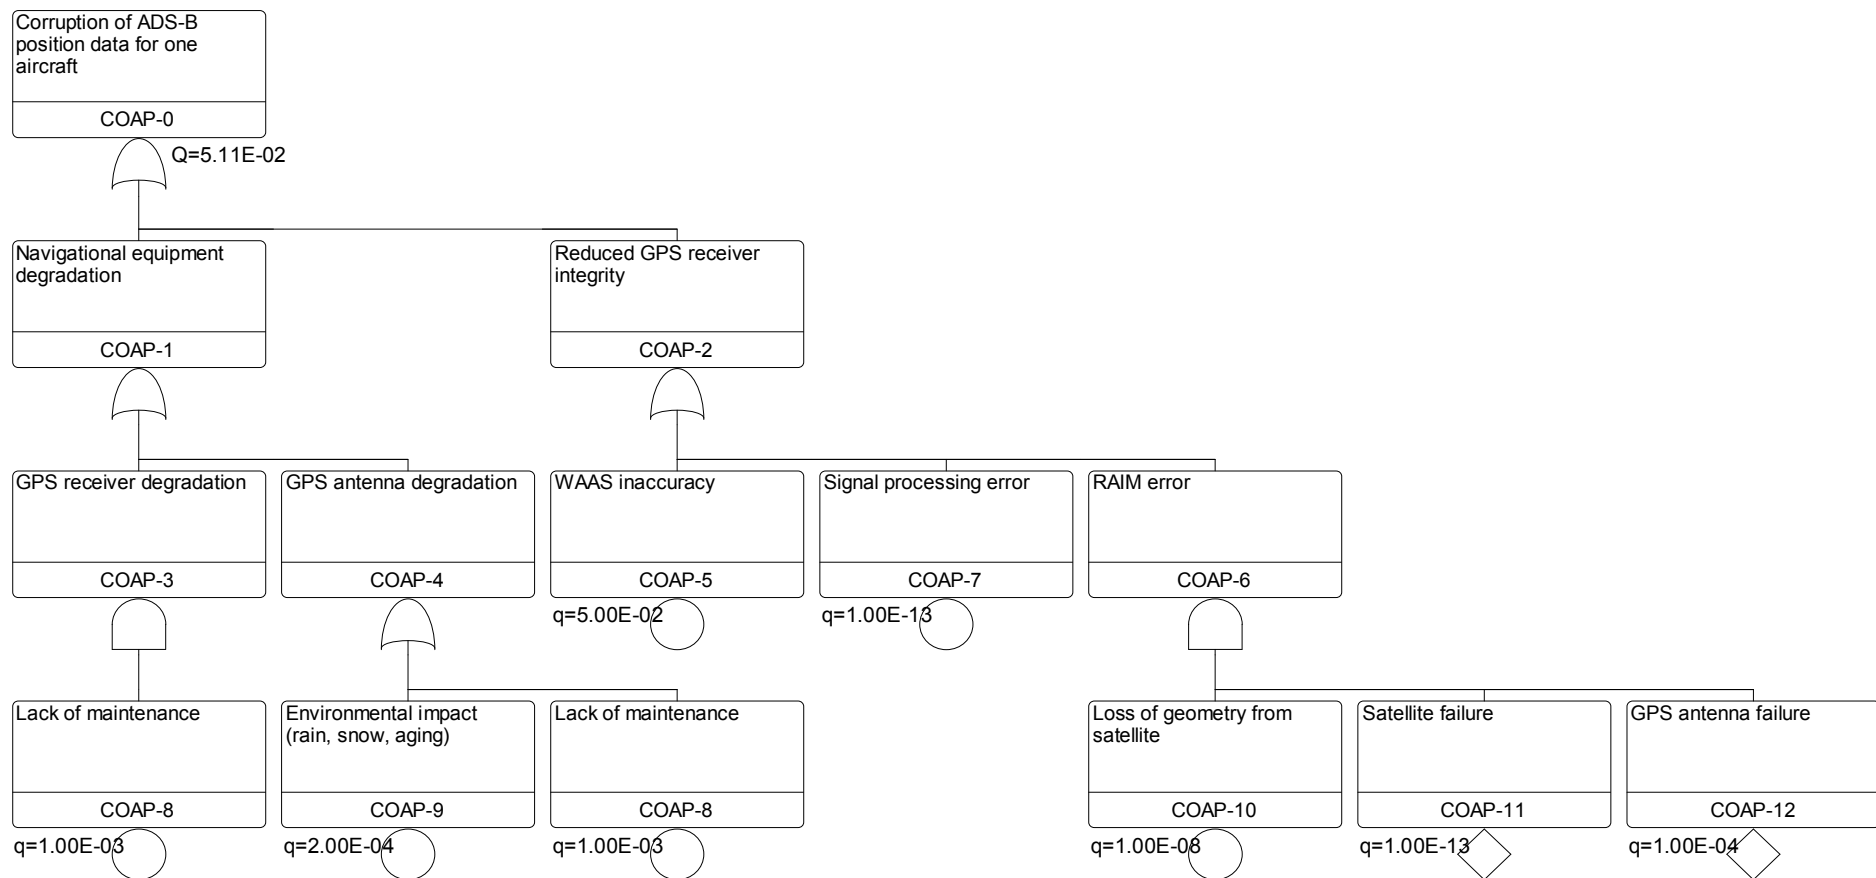 Corruption of ADS-B
position data for one
aircraft
COAP-0
Q=5.11E-02
Navigational equipment
degradation
COAP-1
Reduced GPS receiver
integrity
COAP-2
GPS receiver degradation
COAP-3
GPS antenna degradation
COAP-4
WAAS inaccuracy
COAP-5
q=5.00E-02
Signal processing error
COAP-7
q=1.00E-13
RAIM error
COAP-6
Lack of maintenance
COAP-8
q=1.00E-03
Environmental impact
(rain, snow, aging)
COAP-9
q=2.00E-04
Lack of maintenance
COAP-8
q=1.00E-03
Loss of geometry from
satellite
COAP-10
q=1.00E-08
Satellite failure
COAP-11
q=1.00E-13
GPS antenna failure
COAP-12
q=1.00E-04